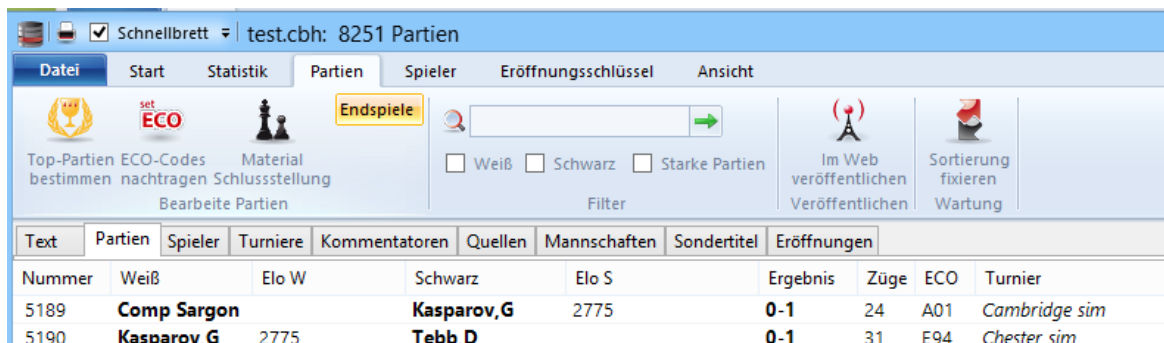 Schnellbrett test.cbh: 8251 Partien
Datei Start Statistik Partien Spieler Eröffnungsschlüssel Ansicht
set
ECO
Endspiele
Top-Partien ECO-Codes Material
bestimmen nachtragen Schlussstellung
Bearbeite Partien
Weiß Schwarz Starke Partien
Filter
Im Web
veröffentlichen
Veröffentlichen
Sortierung
fixieren
Wartung
Text Partien Spieler Turniere Kommentatoren Quellen Mannschaften Sondertitel Eröffnungen
Nummer Weiß Elo W Schwarz Elo S Ergebnis Züge ECO Turnier
5189 Comp Sargon Kasparov,G 2775 0-1 24 A01 Cambridge sim
5190 Kasparov G 2775 Tebb D 0-1 31 E94 Chester sim